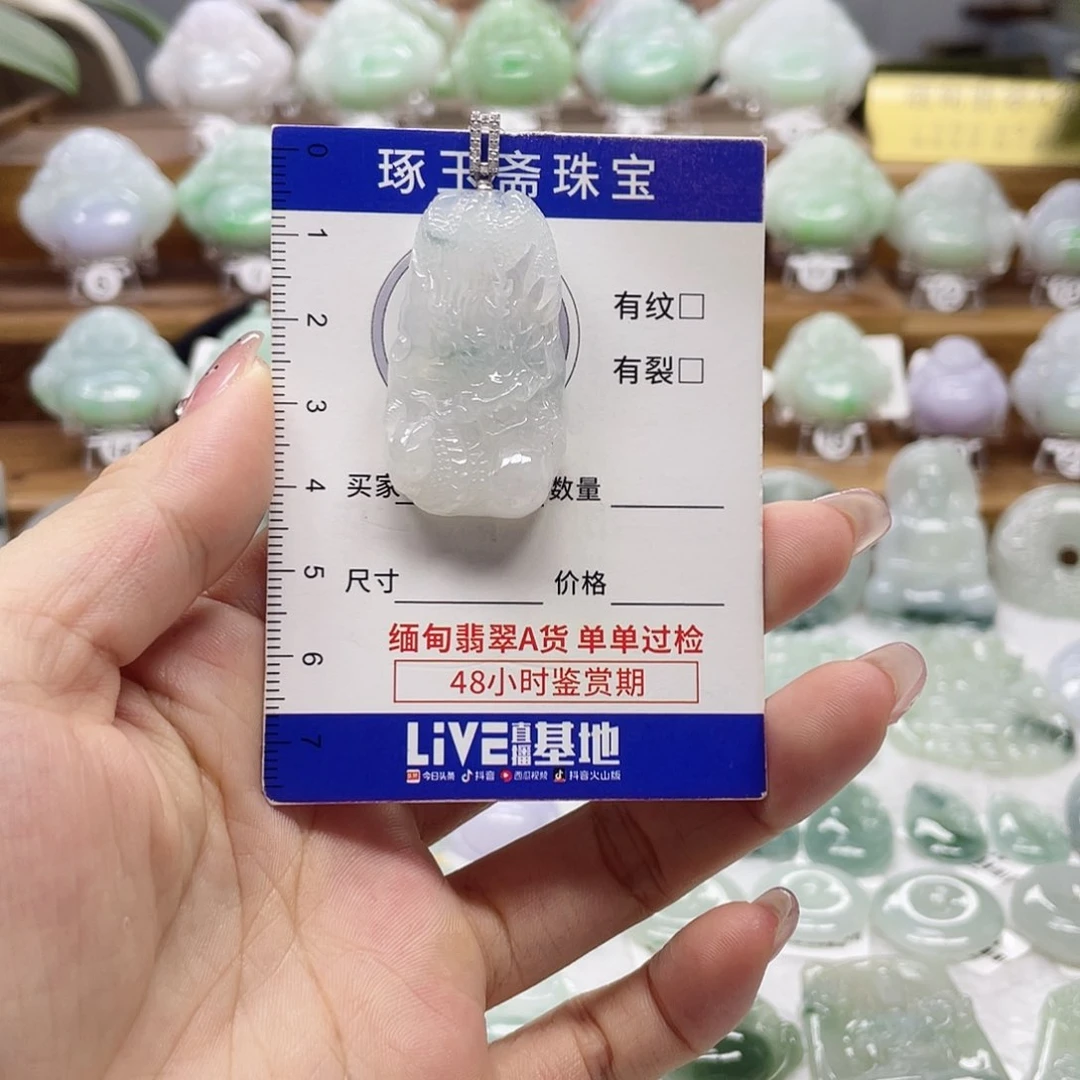 琢玉斋珠宝
0
1
2
3
4
5
6
7
有纹□
有裂□
买家 数量
尺寸 价格
缅甸翡翠A货 单单过检
48小时鉴赏期
LIVE直播基地
今日头条 抖音 西瓜视频 抖音火山版